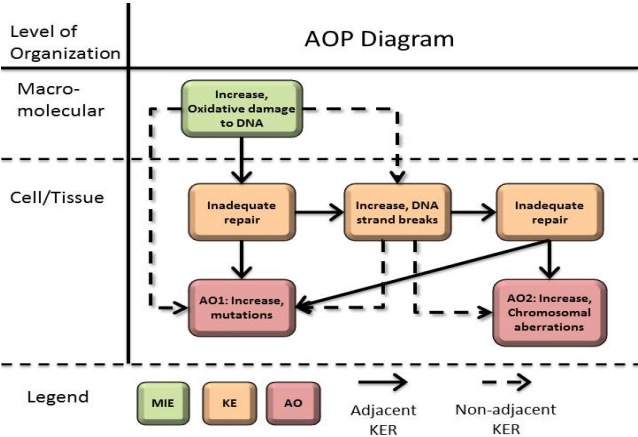 Level of
Organization
AOP Diagram
Macro-
molecular
Increase,
Oxidative damage
to DNA
Cell/Tissue
Inadequate
repair
Increase, DNA
strand breaks
Inadequate
repair
AO1: Increase,
mutations
AO2: Increase,
Chromosomal
aberrations
Legend
MIE
KE
AO
Adjacent
KER
Non-adjacent
KER